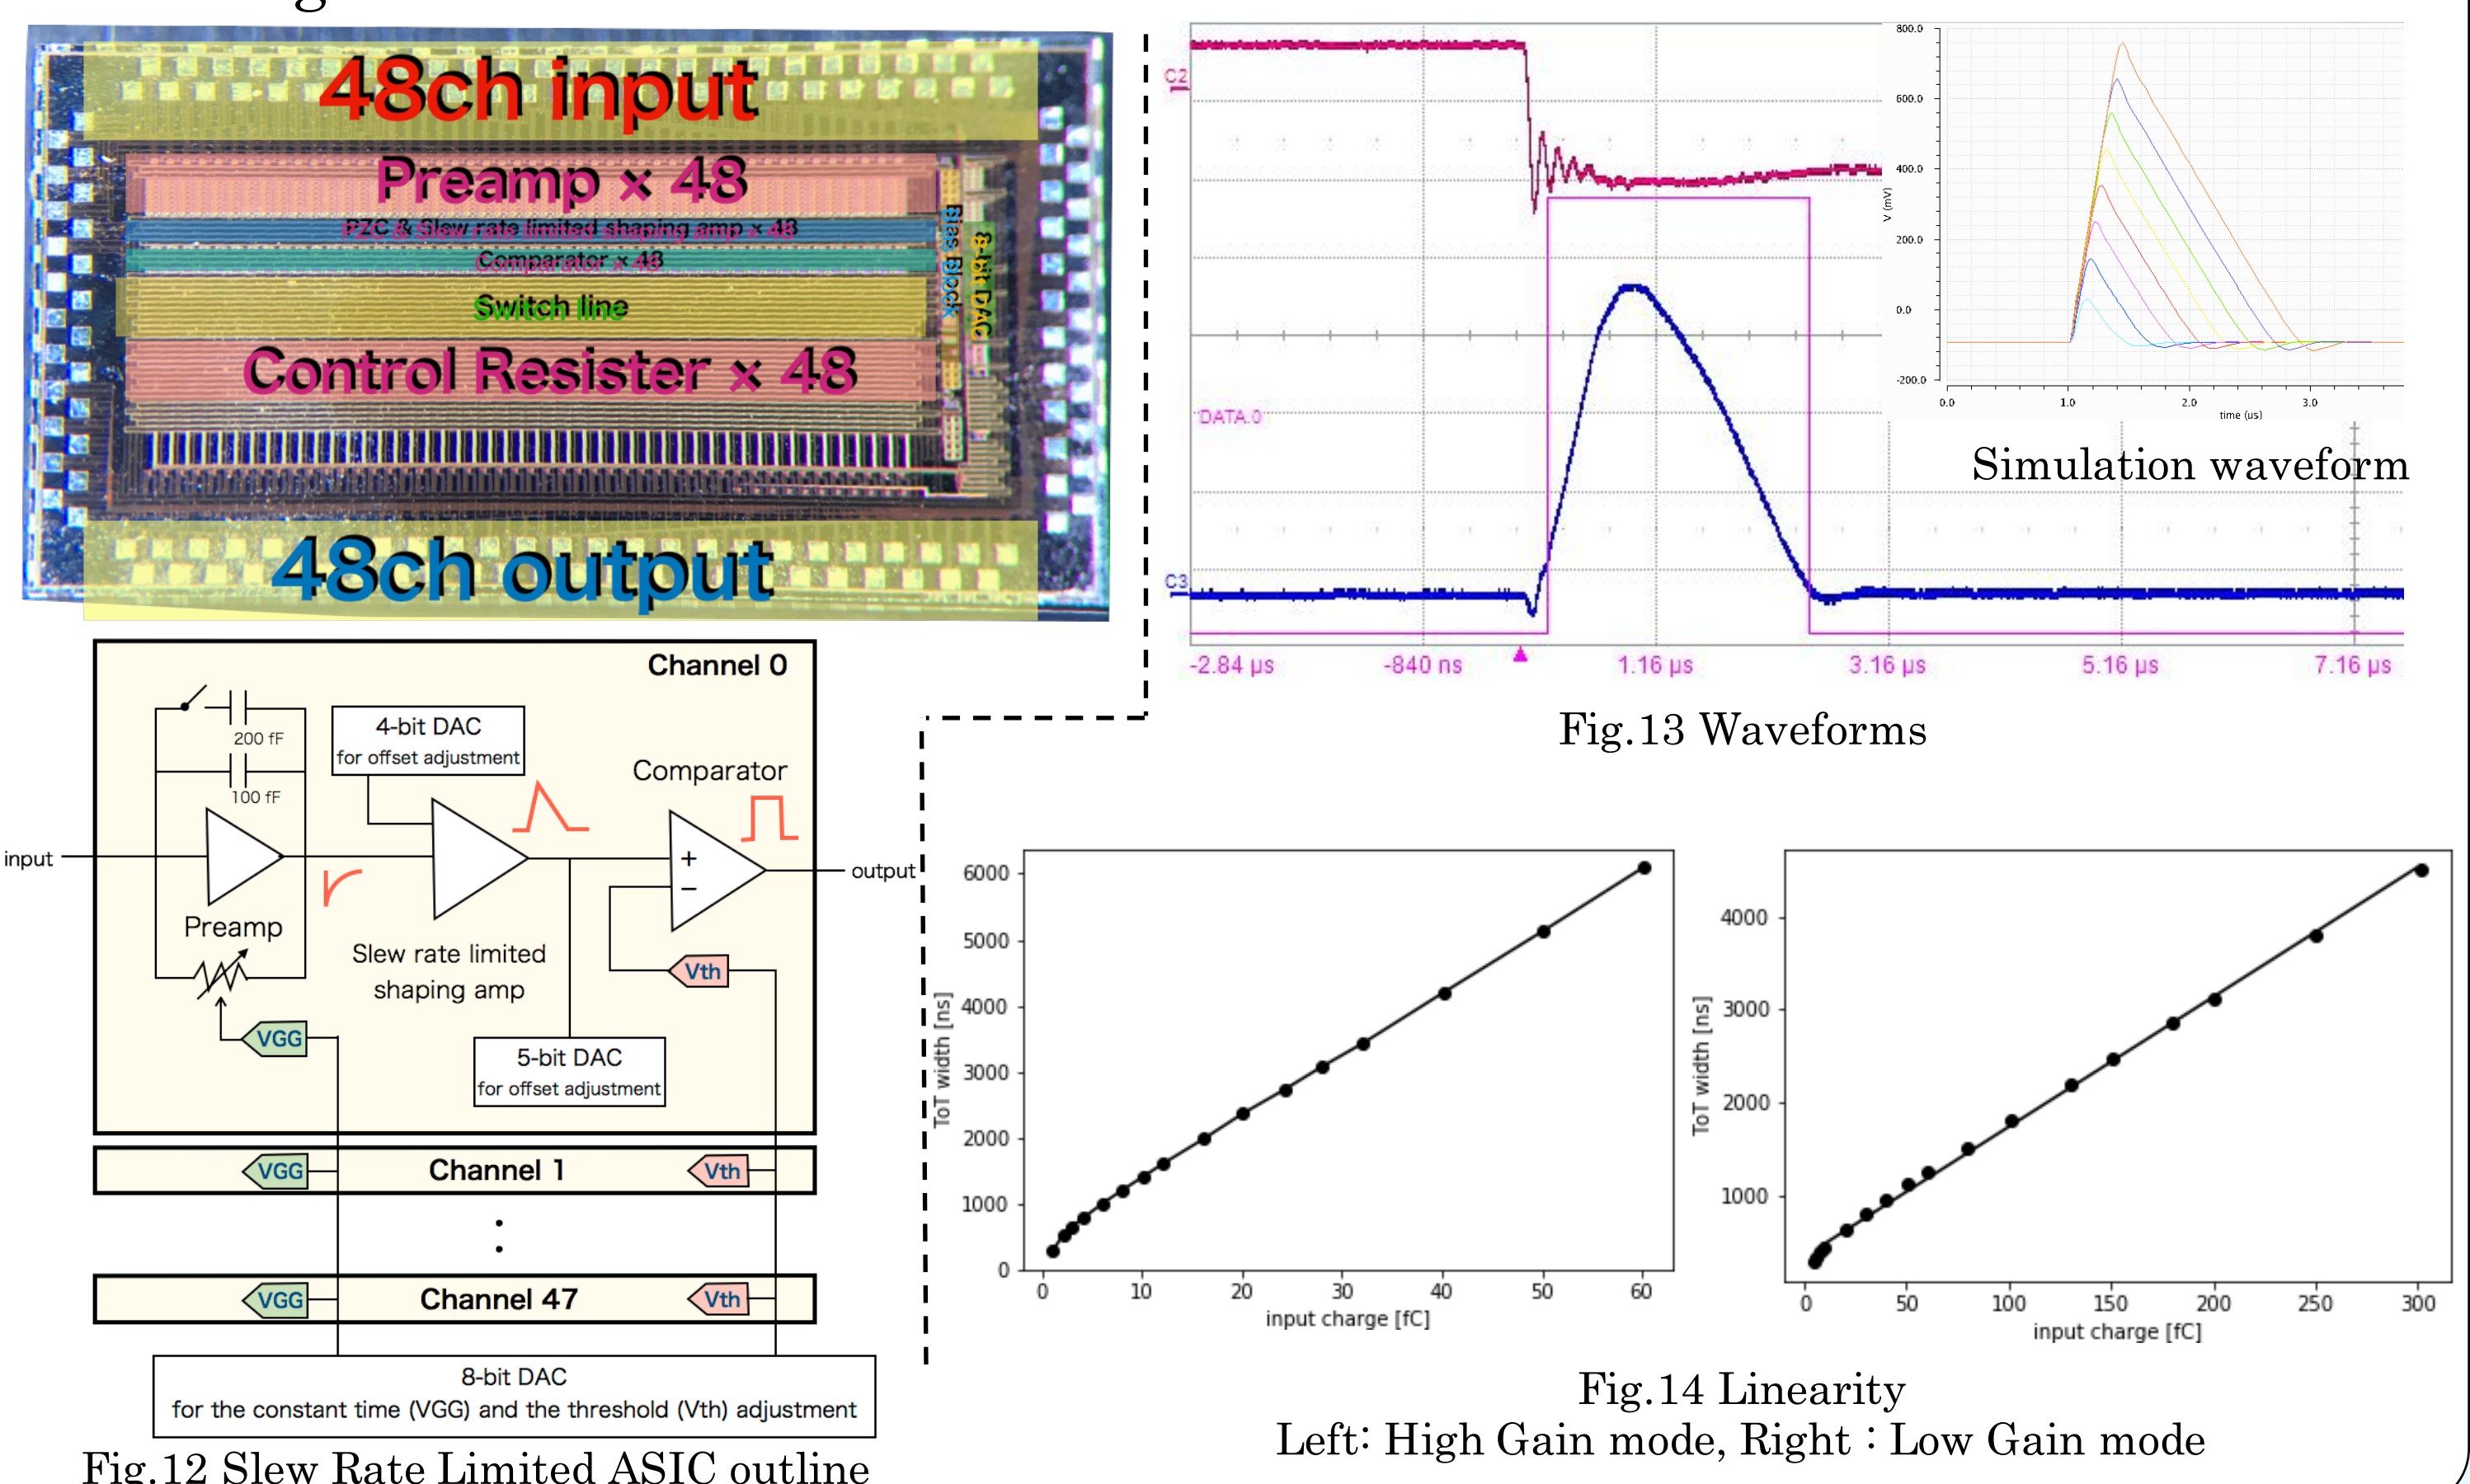 48ch input
Preamp × 48
PZC & Slew rate limited shaping amp × 48
Comparator × 48
Switch line
Control Resister × 48
Bias Block
8-bit DAC
48ch output
Channel 0
200 fF
100 fF
4-bit DAC
for offset adjustment
Comparator
input
+
−
output
Preamp
Slew rate limited
shaping amp
Vth
VGG
5-bit DAC
for offset adjustment
VGG
Channel 1
Vth
:
VGG
Channel 47
Vth
8-bit DAC
for the constant time (VGG) and the threshold (Vth) adjustment
Fig.12 Slew Rate Limited ASIC outline
C2
DATA.0
C3
-2.84 µs
-840 ns
1.16 µs
3.16 µs
5.16 µs
7.16 µs
800.0
600.0
400.0
200.0
0.0
-200.0
V (mV)
0.0
1.0
2.0
3.0
time (us)
Simulation waveform
Fig.13 Waveforms
6000
5000
4000
3000
2000
1000
0
ToT width [ns]
0
10
20
30
40
50
60
input charge [fC]
4000
3000
2000
1000
ToT width [ns]
0
50
100
150
200
250
300
input charge [fC]
Fig.14 Linearity
Left: High Gain mode, Right : Low Gain mode